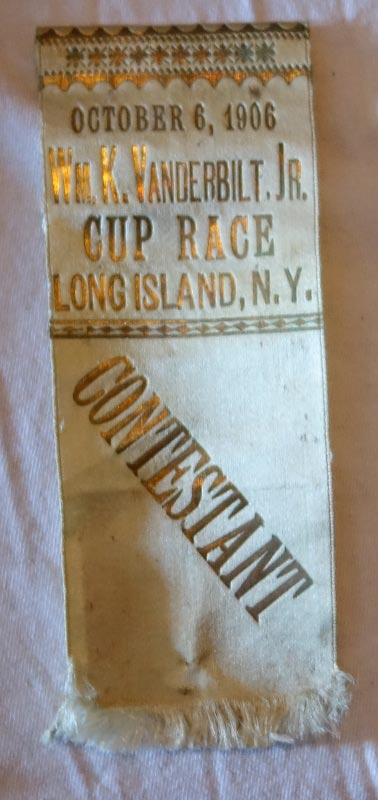 OCTOBER 6, 1906
WM. K. VANDERBILT. JR.
CUP RACE
LONG ISLAND, N.Y.
CONTESTANT